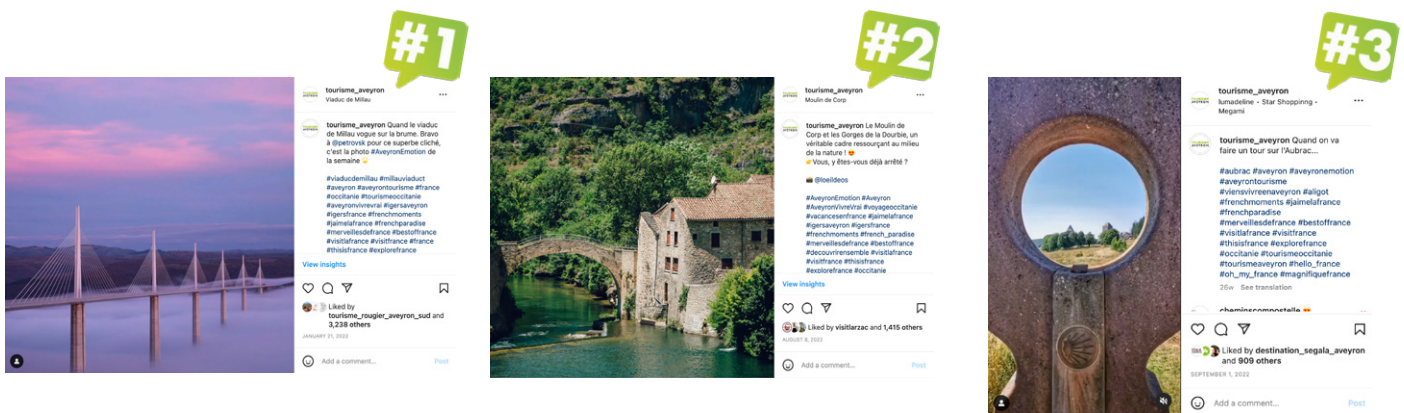 #1
tourisme_aveyron
Viaduc de Millau
tourisme_aveyron Quand le viaduc
de Millau vogue sur la brume. Bravo
à @petrovsk pour ce superbe cliché,
c'est la photo #AveyronEmotion de
la semaine
#viaducdemillau #millauviaduct
#aveyron #aveyrontourisme #france
#occitanie #tourismeoccitanie
#aveyronvivrevrai #igersaveyron
#igersfrance #frenchmoments
#jaimelafrance #frenchparadise
#merveillesdefrance #bestoffrance
#visitlafrance #visitfrance #france
#thisisfrance #explorefrance
View insights
Liked by
tourisme_rougier_aveyron_sud and
3,238 others
JANUARY 21, 2022
Add a comment...
Post
#2
tourisme_aveyron
Moulin de Corp
tourisme_aveyron Le Moulin de
Corp et les Gorges de la Dourbie, un
véritable cadre ressourçant au milieu
de la nature ! 😍
👉Vous, y êtes-vous déjà arrêté ?
📸 @loeildeos
#AveyronEmotion #Aveyron
#AveyronVivreVrai #voyageoccitanie
#vacancesenfrance #jaimelafrance
#igersaveyron #igersfrance
#frenchmoments #french_paradise
#merveillesdefrance #bestoffrance
#decouvrirensemble #visitlafrance
#visitfrance #thisisfrance
#explorefrance #occitanie
View insights
Liked by visitlarzac and 1,415 others
AUGUST 8, 2022
Add a comment...
Post
#3
tourisme_aveyron
lumadeline • Star Shoppinng •
Megami
tourisme_aveyron Quand on va
faire un tour sur l'Aubrac...
#aubrac #aveyron #aveyronemotion
#aveyrontourisme
#viensvivreenaveyron #aligot
#frenchmoments #jaimelafrance
#frenchparadise
#merveillesdefrance #bestoffrance
#visitlafrance #visitfrance
#thisisfrance #explorefrance
#occitanie #tourismeoccitanie
#tourismeaveyron #hello_france
#oh_my_france #magnifiquefrance
26w See translation
cheminscompostelle
Liked by destination_segala_aveyron
and 909 others
SEPTEMBER 1, 2022
Add a comment...
Post